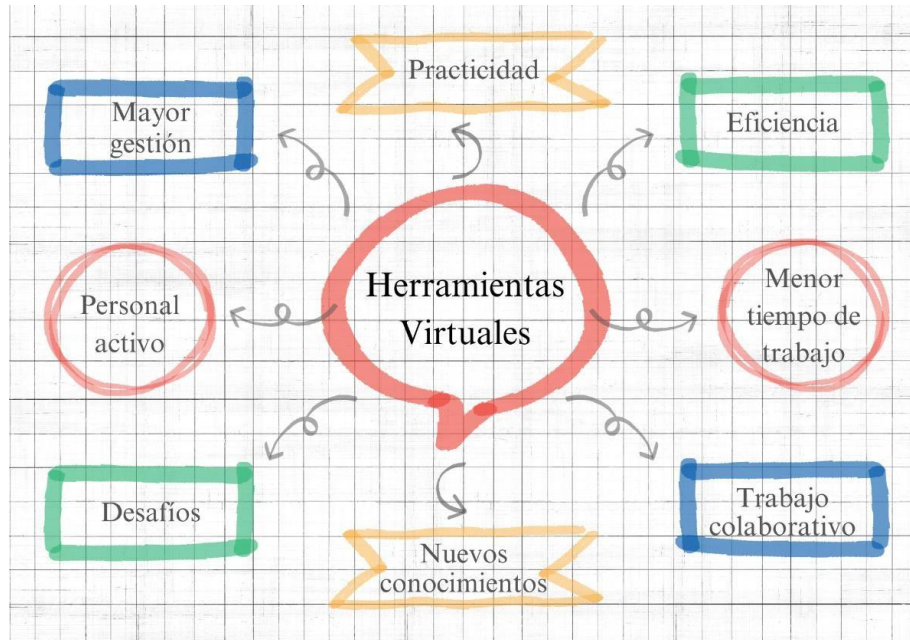 Practicidad
Mayor
gestión
Eficiencia
Herramientas
Virtuales
Personal
activo
Menor
tiempo de
trabajo
Desafíos
Trabajo
colaborativo
Nuevos
conocimientos